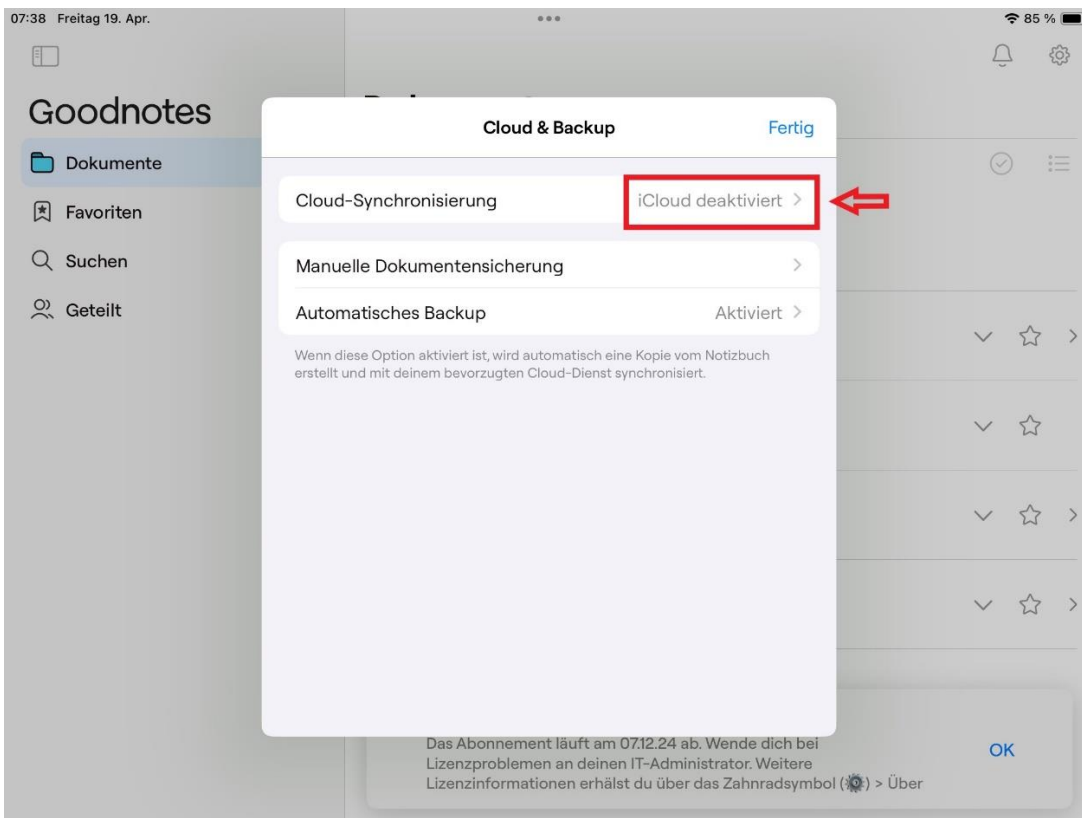 07:38 Freitag 19. Apr.
85 %
Goodnotes
Dokumente
Favoriten
Suchen
Geteilt
Cloud & Backup
Fertig
Cloud-Synchronisierung
iCloud deaktiviert
Manuelle Dokumentensicherung
Automatisches Backup
Aktiviert
Wenn diese Option aktiviert ist, wird automatisch eine Kopie vom Notizbuch
erstellt und mit deinem bevorzugten Cloud-Dienst synchronisiert.
Das Abonnement läuft am 07.12.24 ab. Wende dich bei
Lizenzproblemen an deinen IT-Administrator. Weitere
Lizenzinformationen erhälst du über das Zahnradsymbol (⚙) > Über
OK